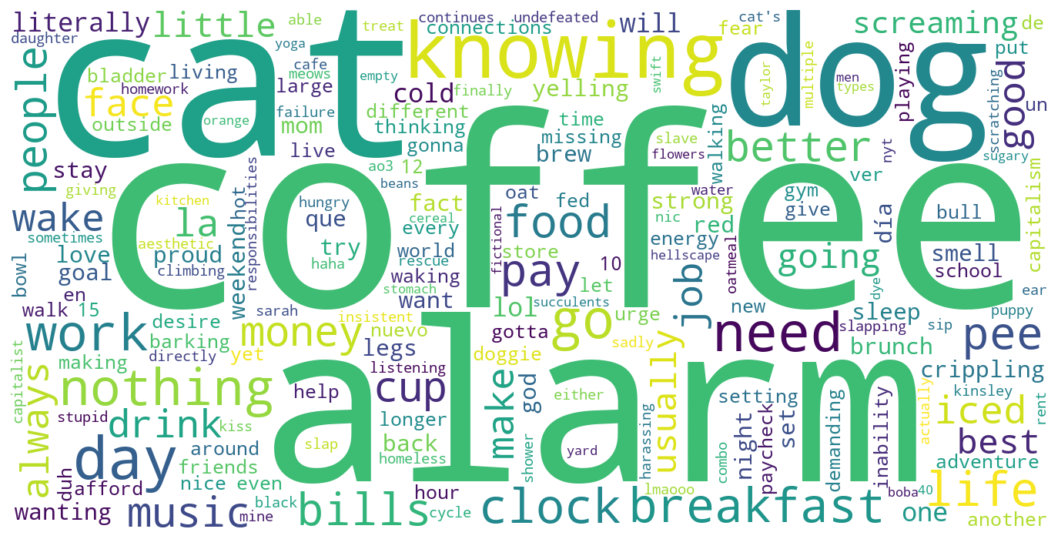 literally
little
daughter
cat
yoga
able
treat
continues
undefeated
connections
will
cat's
fear
screaming
de
knowing
dog
put
cafe
meows
empty
bladder
living
homework
large
face
outside
orange
people
finally
cold
yelling
swift
different
taylor
multiple
men
types
playing
good
un
scratching
failure
mom
thinking
gonna
time
missing
brew
slave
walking
better
nyt
sugary
stay
live
ao3
12
flowers
ver
giving
responsibilities
beans
oat
fed
fact
strong
water
gym
give
coffee
wake
kitchen
weekendhot
hungry
que
cereal
every
food
red
nic
día
bull
capitalism
la
sometimes
aesthetic
love
proud
try
haha
world
store
fictional
energy
hellscape
oatmeal
going
smell
school
bowl
goal
climbing
rescue
waking
pay
10
let
stomach
want
succulents
job
new
dye
ear
en
walk
15
sarah
insistent
lol
urge
go
sleep
sip
puppy
work
desire
barking
money
nuevo
gotta
sadly
need
slapping
pee
making
yet
legs
doggie
brunch
capitalist
directly
listening
alarm
either
crippling
always
nothing
help
cup
make
god
usually
setting
kinsley
rent
stupid
drink
kiss
slap
longer
demanding
inability
actually
iced
back
homeless
shower
yard
harassing
combo
night
paycheck
setg
best
day
around
friends
duh
afford
nice
even
hour
lmaooo
boba
40
adventure
life
wanting
music
mine
black
bills
cycle
clock
breakfast
one
another